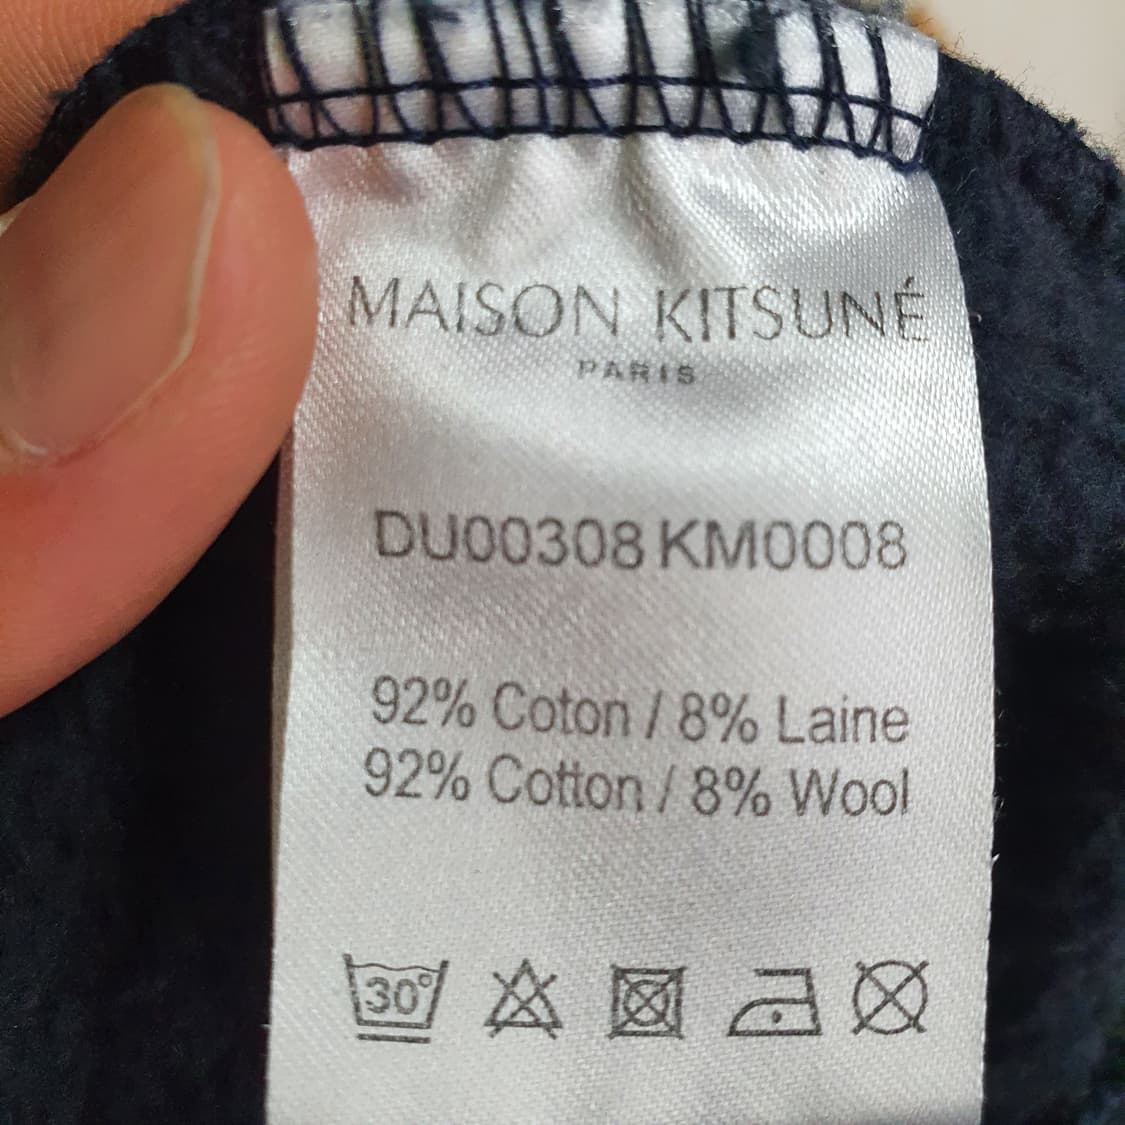 MAISON KITSUNÉ
PARIS
DU00308 KM0008
92% Coton / 8% Laine
92% Cotton / 8% Wool
30°